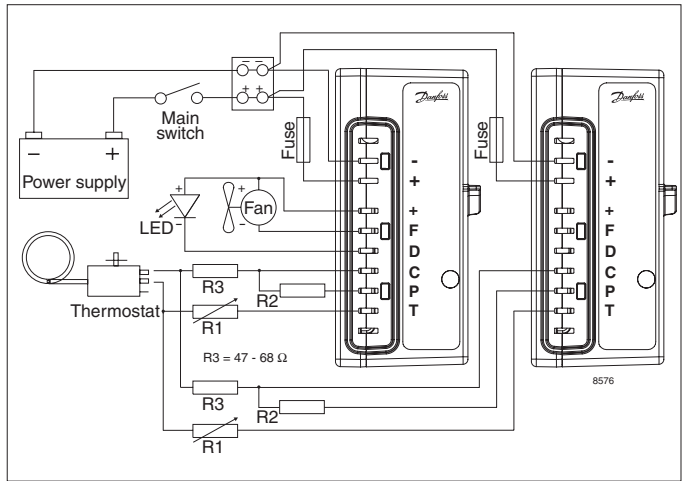 − −
+ +
Main
switch
− +
Power supply
Fuse
Fuse
Danfoss
Danfoss
-
+
+
F
D
C
P
T
-
+
+
F
D
C
P
T
+
LED
−
+
Fan
-
Thermostat
R3
R2
R1
R3 = 47 - 68 Ω
R3
R2
R1
8576